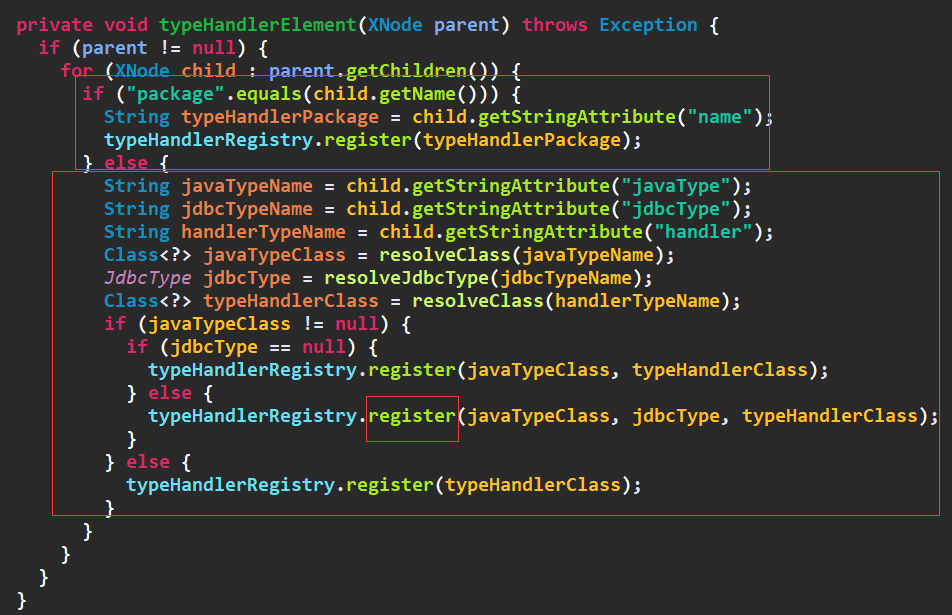 private void typeHandlerElement(XNode parent) throws Exception {
if (parent != null) {
for (XNode child : parent.getChildren()) {
if ("package".equals(child.getName())) {
String typeHandlerPackage = child.getStringAttribute("name");
typeHandlerRegistry.register(typeHandlerPackage);
} else {
String javaTypeName = child.getStringAttribute("javaType");
String jdbcTypeName = child.getStringAttribute("jdbcType");
String handlerTypeName = child.getStringAttribute("handler");
Class<?> javaTypeClass = resolveClass(javaTypeName);
JdbcType jdbcType = resolveJdbcType(jdbcTypeName);
Class<?> typeHandlerClass = resolveClass(handlerTypeName);
if (javaTypeClass != null) {
if (jdbcType == null) {
typeHandlerRegistry.register(javaTypeClass, typeHandlerClass);
} else {
typeHandlerRegistry.register(javaTypeClass, jdbcType, typeHandlerClass);
}
} else {
typeHandlerRegistry.register(typeHandlerClass);
}
}
}
}
}